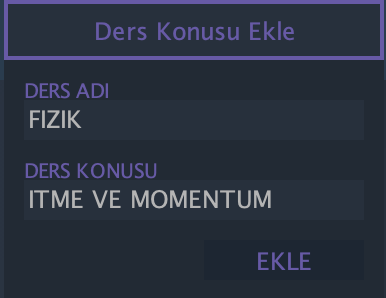 Ders Konusu Ekle
DERS ADI
FIZIK
DERS KONUSU
ITME VE MOMENTUM
EKLE